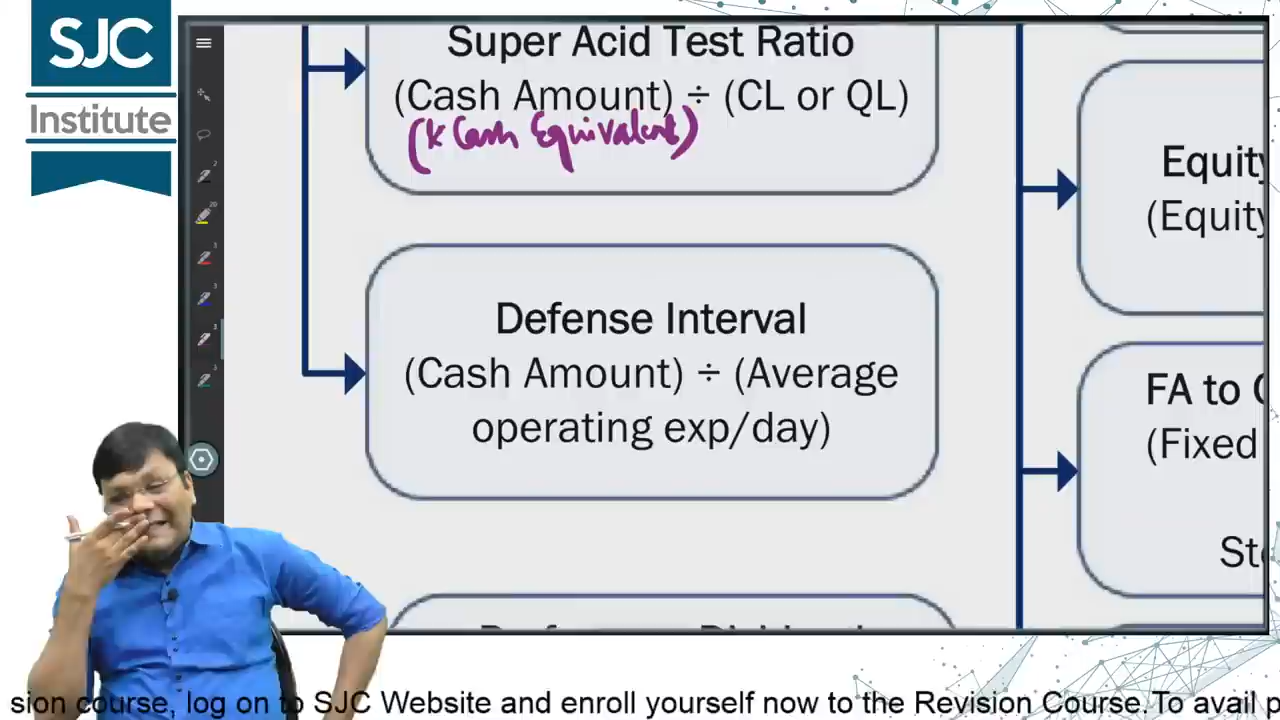 SJC
Institute
Super Acid Test Ratio
(Cash Amount) ÷ (CL or QL)
(& Cash Equivalent)
Defense Interval
(Cash Amount) ÷ (Average
operating exp/day)
Equity
(Equity
FA to
(Fixed
sion course, log on to SJC Website and enroll yourself now to the Revision Course.To avail p